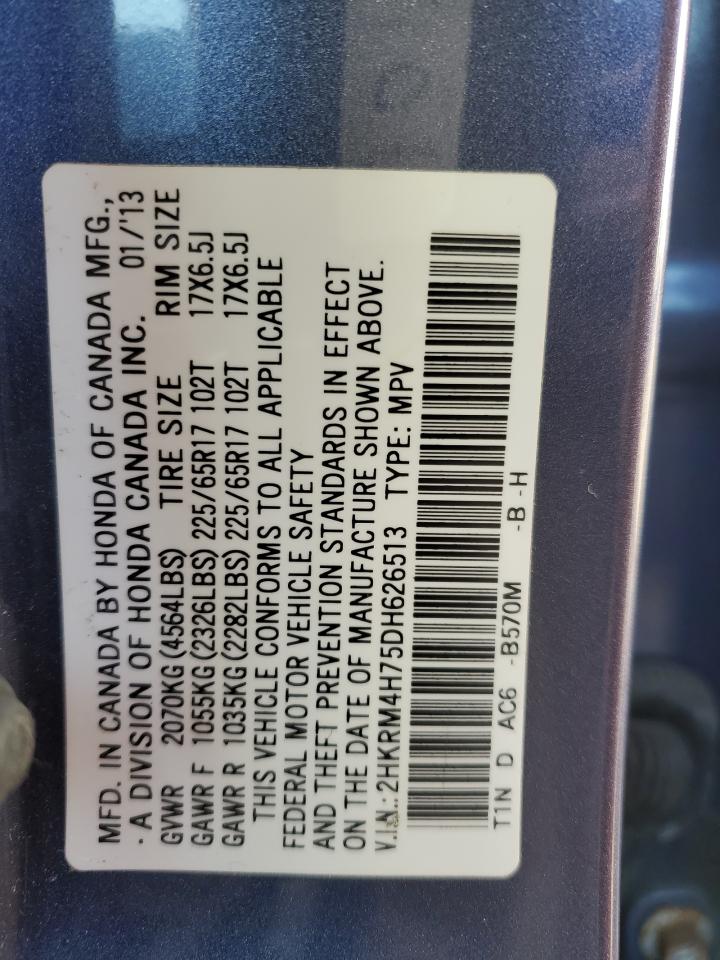 MFD. IN CANADA BY HONDA OF CANADA MFG.,
· A DIVISION OF HONDA CANADA INC. 01/'13
GVWR 2070KG (4564LBS) TIRE SIZE RIM SIZE
GAWR F 1055KG (2326LBS) 225/65R17 102T 17X6.5J
GAWR R 1035KG (2282LBS) 225/65R17 102T 17X6.5J
THIS VEHICLE CONFORMS TO ALL APPLICABLE
FEDERAL MOTOR VEHICLE SAFETY
AND THEFT PREVENTION STANDARDS IN EFFECT
ON THE DATE OF MANUFACTURE SHOWN ABOVE.
V.I.N.:2HKRM4H75DH626513 TYPE: MPV
T1N D AC6 -B570M -B -H